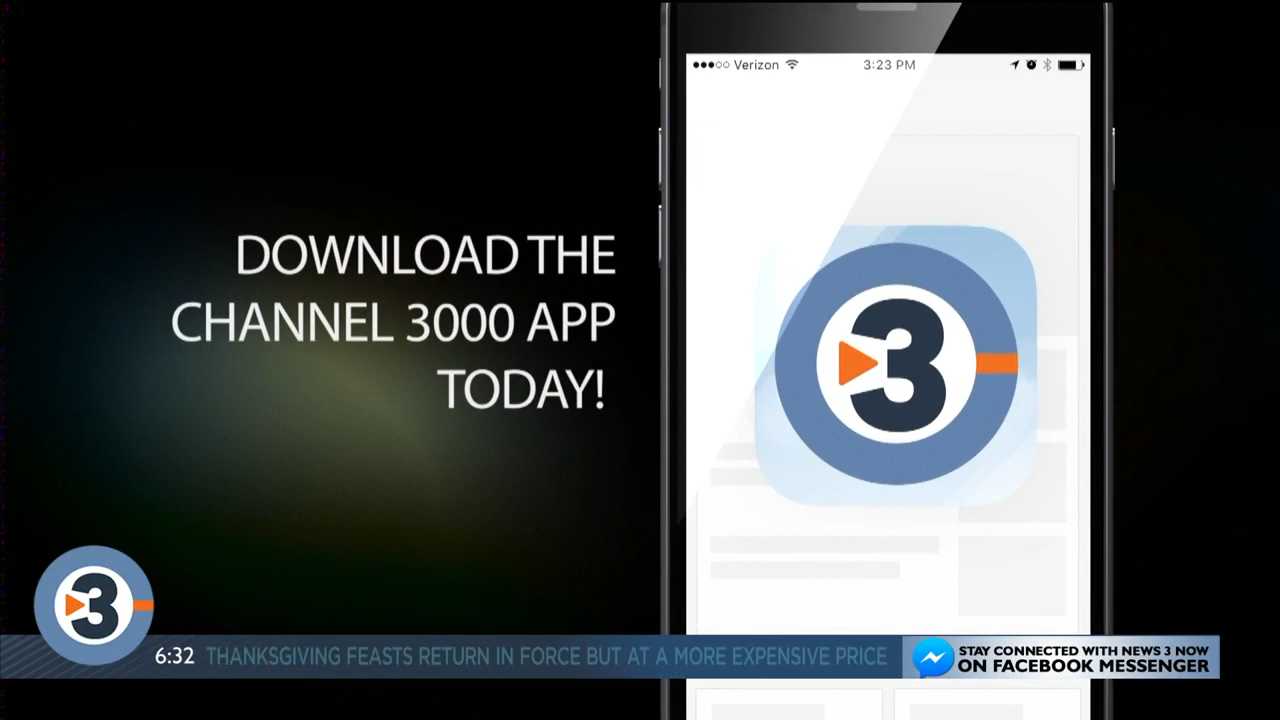 Verizon 3:23 PM
DOWNLOAD THE
CHANNEL 3000 APP
TODAY!
3
3
6:32 THANKSGIVING FEASTS RETURN IN FORCE BUT AT A MORE EXPENSIVE PRICE
STAY CONNECTED WITH NEWS 3 NOW
ON FACEBOOK MESSENGER